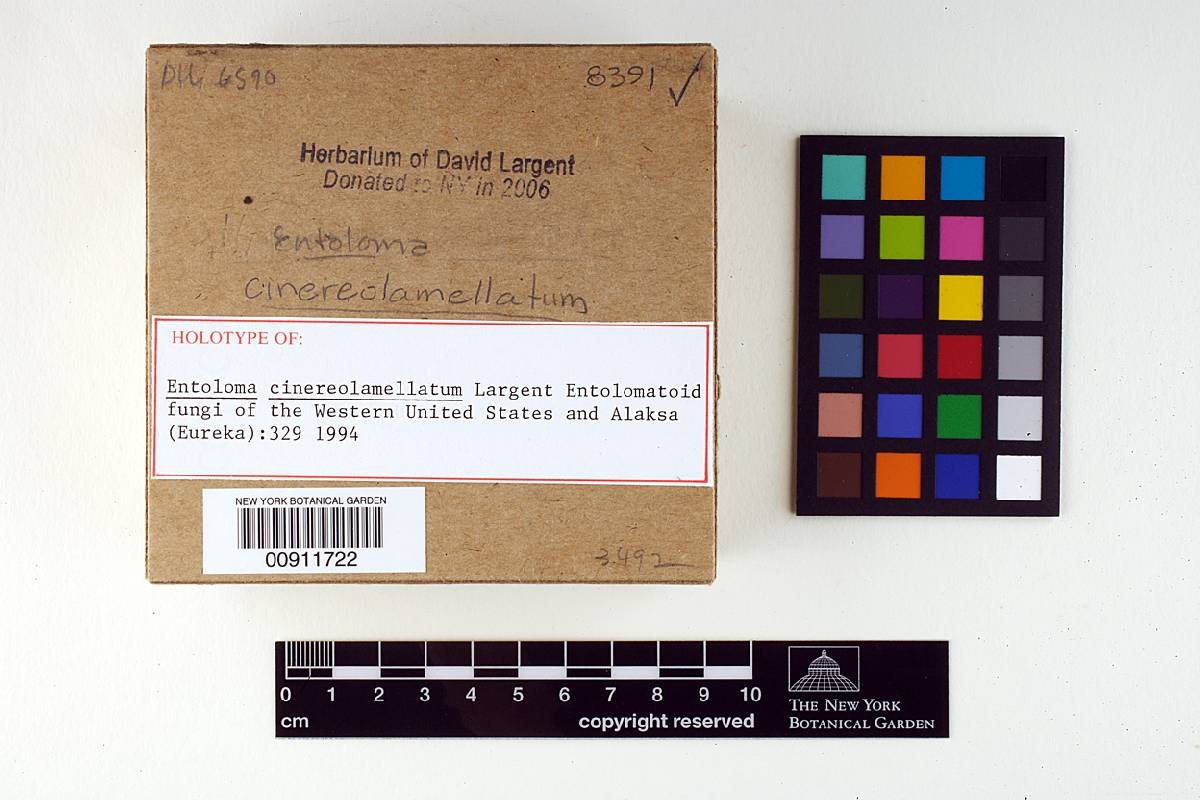 DLL 6590
8391 ✓
Herbarium of David Largent
Donated to NY in 2006
Entoloma
cinereolamellatum
HOLOTYPE OF:
Entoloma cinereolamellatum Largent Entolomatoid
fungi of the Western United States and Alaksa
(Eureka):329 1994
NEW YORK BOTANICAL GARDEN
00911722
3.492
0 1 2 3 4 5 6 7 8 9 10
cm
copyright reserved
THE NEW YORK
BOTANICAL GARDEN